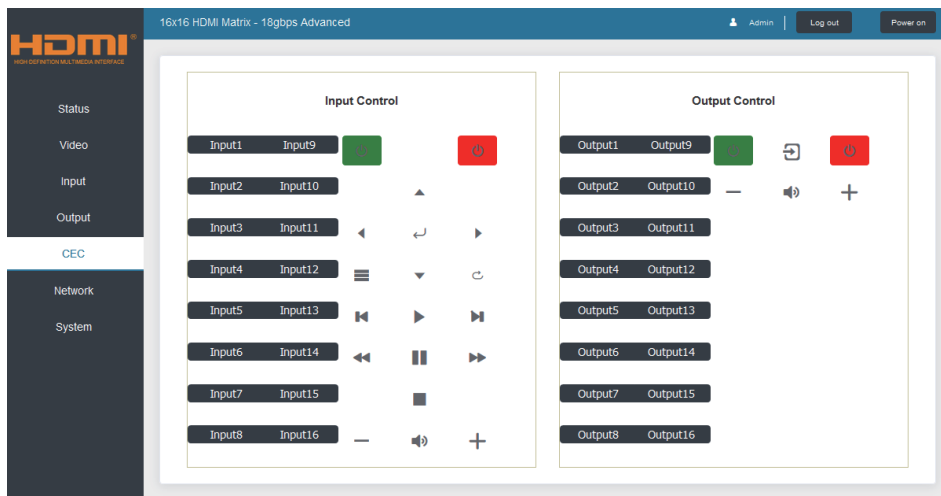 16x16 HDMI Matrix - 18gbps Advanced
Admin
Log out
Power on
HDMI®
HIGH DEFINITION MULTIMEDIA INTERFACE
Status
Video
Input
Output
CEC
Network
System
Input Control
Input1 Input9
Input2 Input10
Input3 Input11
Input4 Input12
Input5 Input13
Input6 Input14
Input7 Input15
Input8 Input16
Output Control
Output1 Output9
Output2 Output10
Output3 Output11
Output4 Output12
Output5 Output13
Output6 Output14
Output7 Output15
Output8 Output16